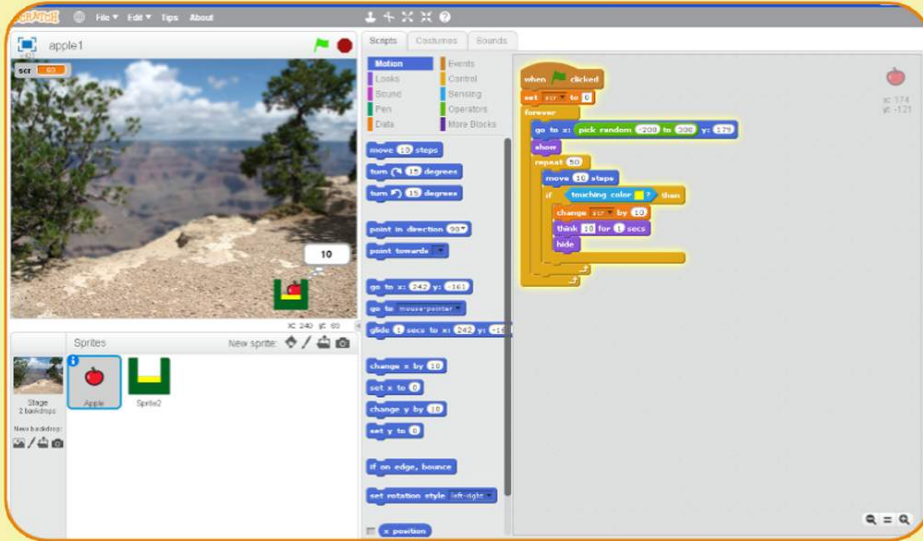 SCRATCH File Edit Tips About
apple1
scr 60
10
X: 240 y: 60
Sprites New sprite:
Stage
2 backdrops
New backdrop:
Apple
Sprite2
Scripts Costumes Sounds
Motion Events
Looks Control
Sound Sensing
Pen Operators
Data More Blocks
move 15 steps
turn 15 degrees
turn 15 degrees
point in direction 90
point towards
go to x: 242 y: -161
go to mouse-pointer
glide 1 secs to x: 242 y:
change x by 10
set x to 0
change y by 10
set y to 0
if on edge, bounce
set rotation style left-right
x position
when clicked
set scr to 0
forever
go to x: pick random -200 to 300 y: 179
show
repeat 50
move 10 steps
if touching color ? then
change scr by 10
think 10 for 1 secs
hide
x: 174
y: -121